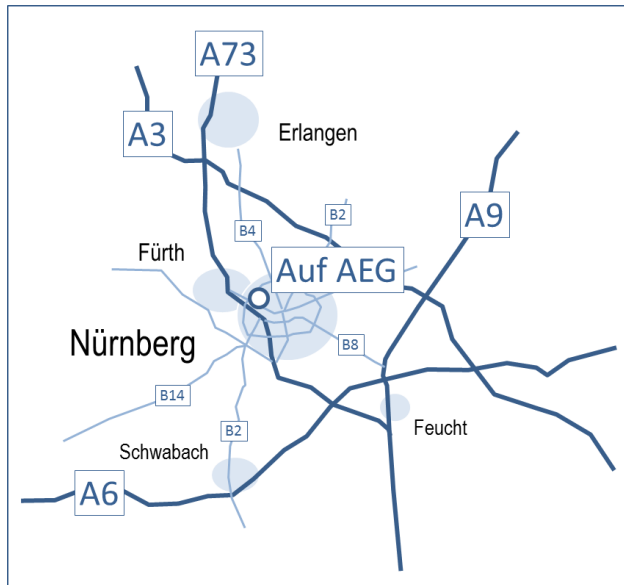 A73
A3
Erlangen
A9
B2
B4
Fürth
Auf AEG
Nürnberg
B8
B14
Feucht
B2
Schwabach
A6